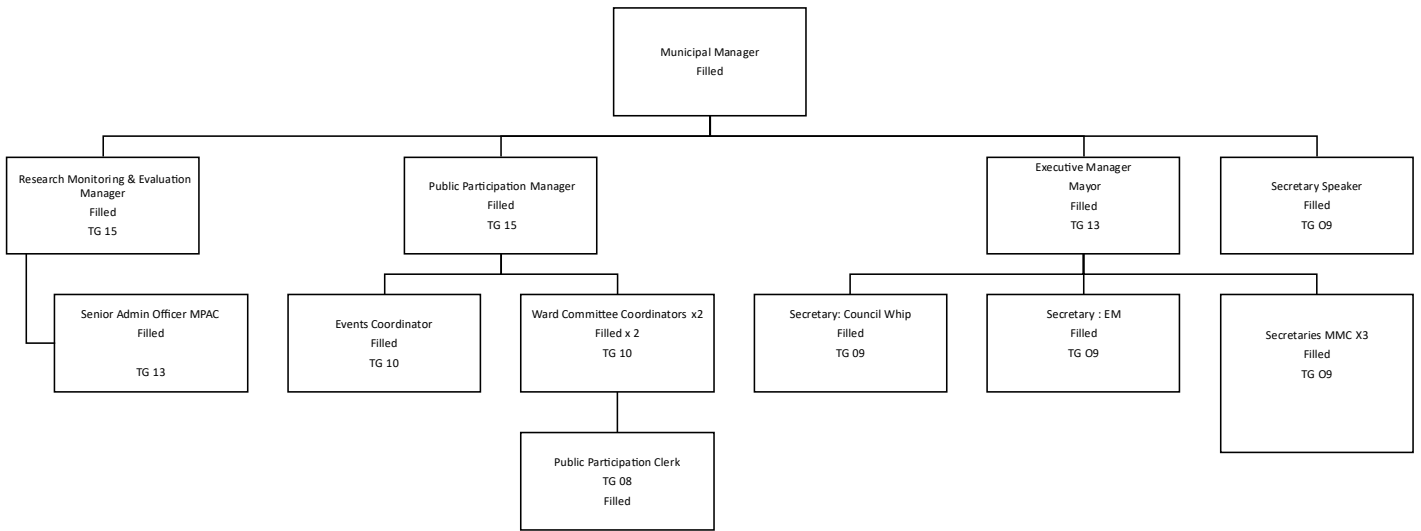 Municipal Manager
Filled
Research Monitoring & Evaluation
Manager
Filled
TG 15
Public Participation Manager
Filled
TG 15
Executive Manager
Mayor
Filled
TG 13
Secretary Speaker
Filled
TG O9
Senior Admin Officer MPAC
Filled
TG 13
Events Coordinator
Filled
TG 10
Ward Committee Coordinators x2
Filled x 2
TG 10
Secretary: Council Whip
Filled
TG 09
Secretary : EM
Filled
TG O9
Secretaries MMC X3
Filled
TG O9
Public Participation Clerk
TG 08
Filled